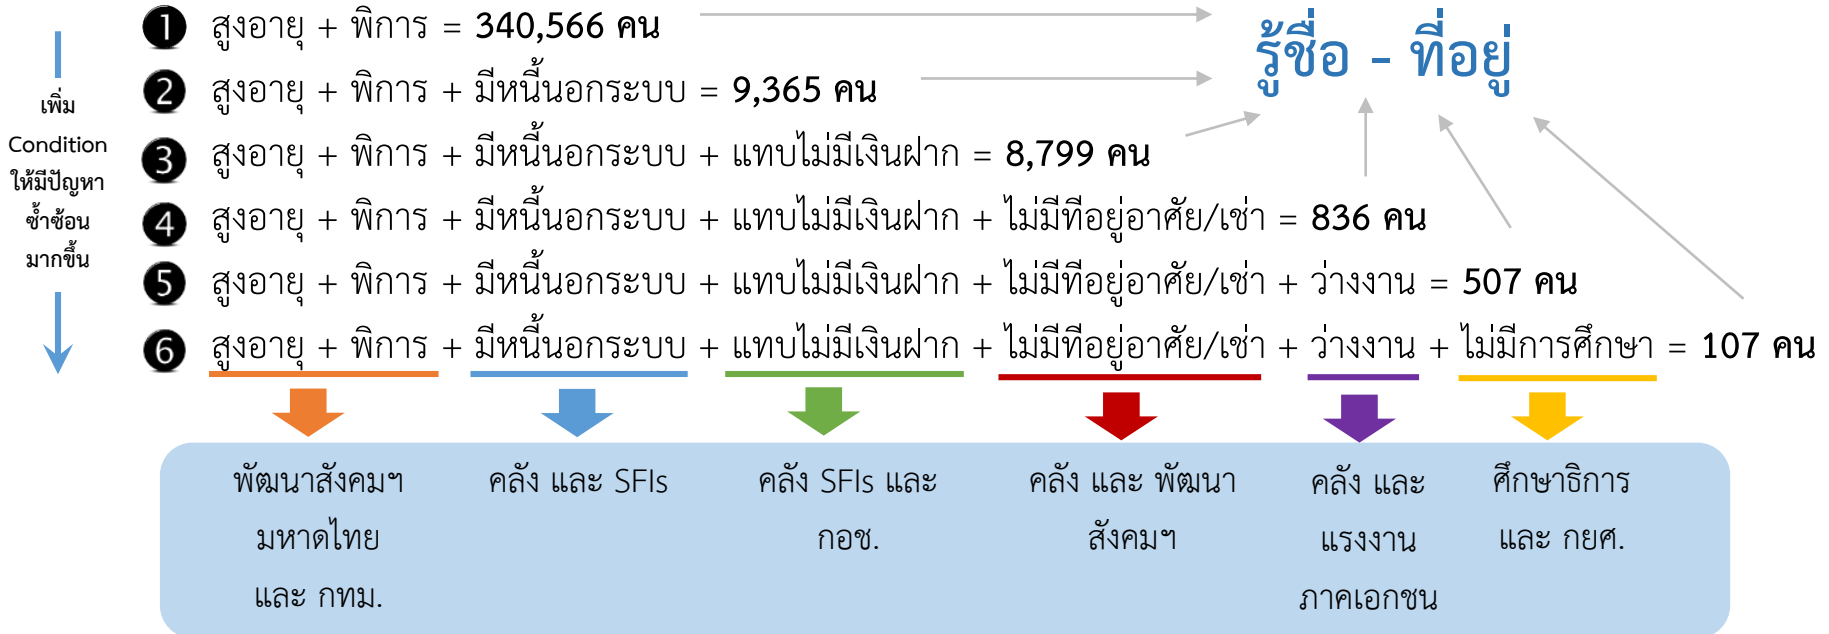 ❶ สูงอายุ + พิการ = 340,566 คน
❷ สูงอายุ + พิการ + มีหนี้นอกระบบ = 9,365 คน
❸ สูงอายุ + พิการ + มีหนี้นอกระบบ + แทบไม่มีเงินฝาก = 8,799 คน
❹ สูงอายุ + พิการ + มีหนี้นอกระบบ + แทบไม่มีเงินฝาก + ไม่มีที่อยู่อาศัย/เช่า = 836 คน
❺ สูงอายุ + พิการ + มีหนี้นอกระบบ + แทบไม่มีเงินฝาก + ไม่มีที่อยู่อาศัย/เช่า + ว่างงาน = 507 คน
❻ สูงอายุ + พิการ + มีหนี้นอกระบบ + แทบไม่มีเงินฝาก + ไม่มีที่อยู่อาศัย/เช่า + ว่างงาน + ไม่มีการศึกษา = 107 คน
รู้ชื่อ - ที่อยู่
เพิ่ม
Condition
ให้มีปัญหา
ซ้ำซ้อน
มากขึ้น
พัฒนาสังคมฯ
มหาดไทย
และ กทม.
คลัง และ SFIs
คลัง SFIs และ
กอช.
คลัง และ พัฒนา
สังคมฯ
คลัง และ
แรงงาน
ภาคเอกชน
ศึกษาธิการ
และ กยศ.